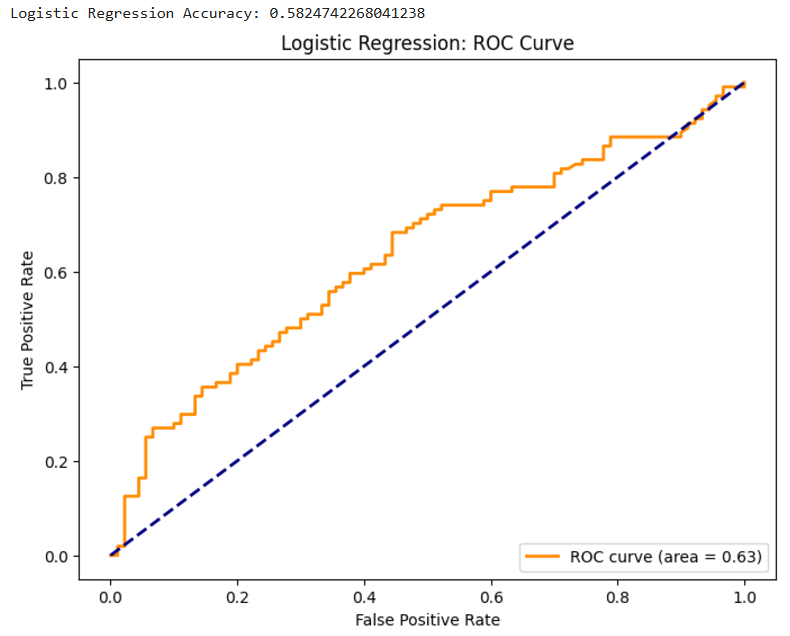 Logistic Regression Accuracy: 0.5824742268041238
Logistic Regression: ROC Curve
1.0
0.8
0.6
0.4
0.2
0.0
True Positive Rate
ROC curve (area = 0.63)
0.0 0.2 0.4 0.6 0.8 1.0
False Positive Rate